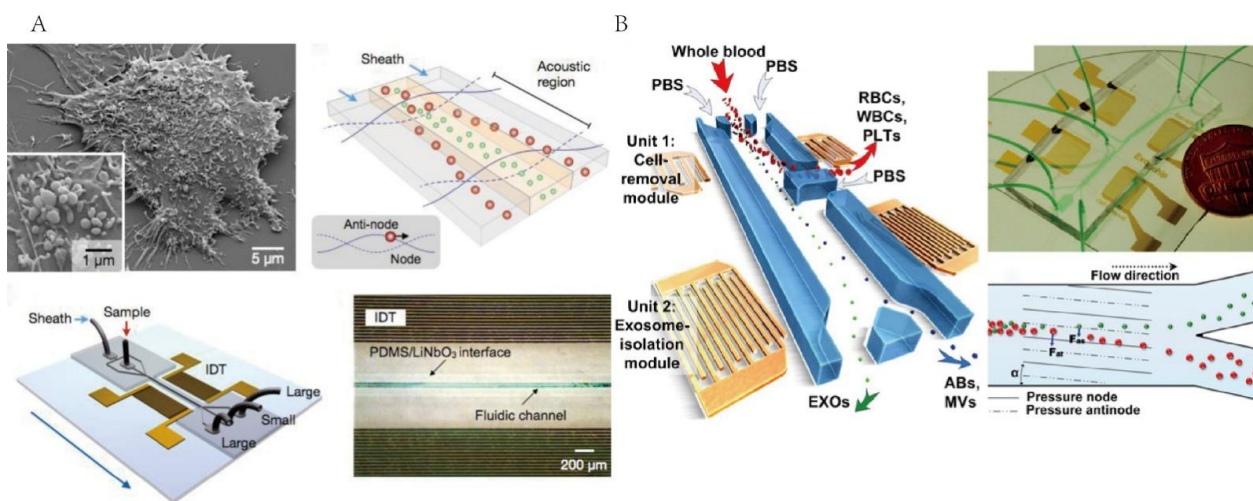 A
B
1 μm
5 μm
Sheath
Acoustic
region
Anti-node
Node
Sheath
Sample
IDT
Large
Small
Large
IDT
PDMS/LiNbO₃ interface
Fluidic channel
200 μm
Whole blood
PBS
PBS
RBCs,
WBCs,
PLTs
Unit 1:
Cell-
removal
module
PBS
Unit 2:
Exosome-
isolation
module
EXOs
ABs,
MVs
Flow direction
Fas
Far
α
Pressure node
Pressure antinode